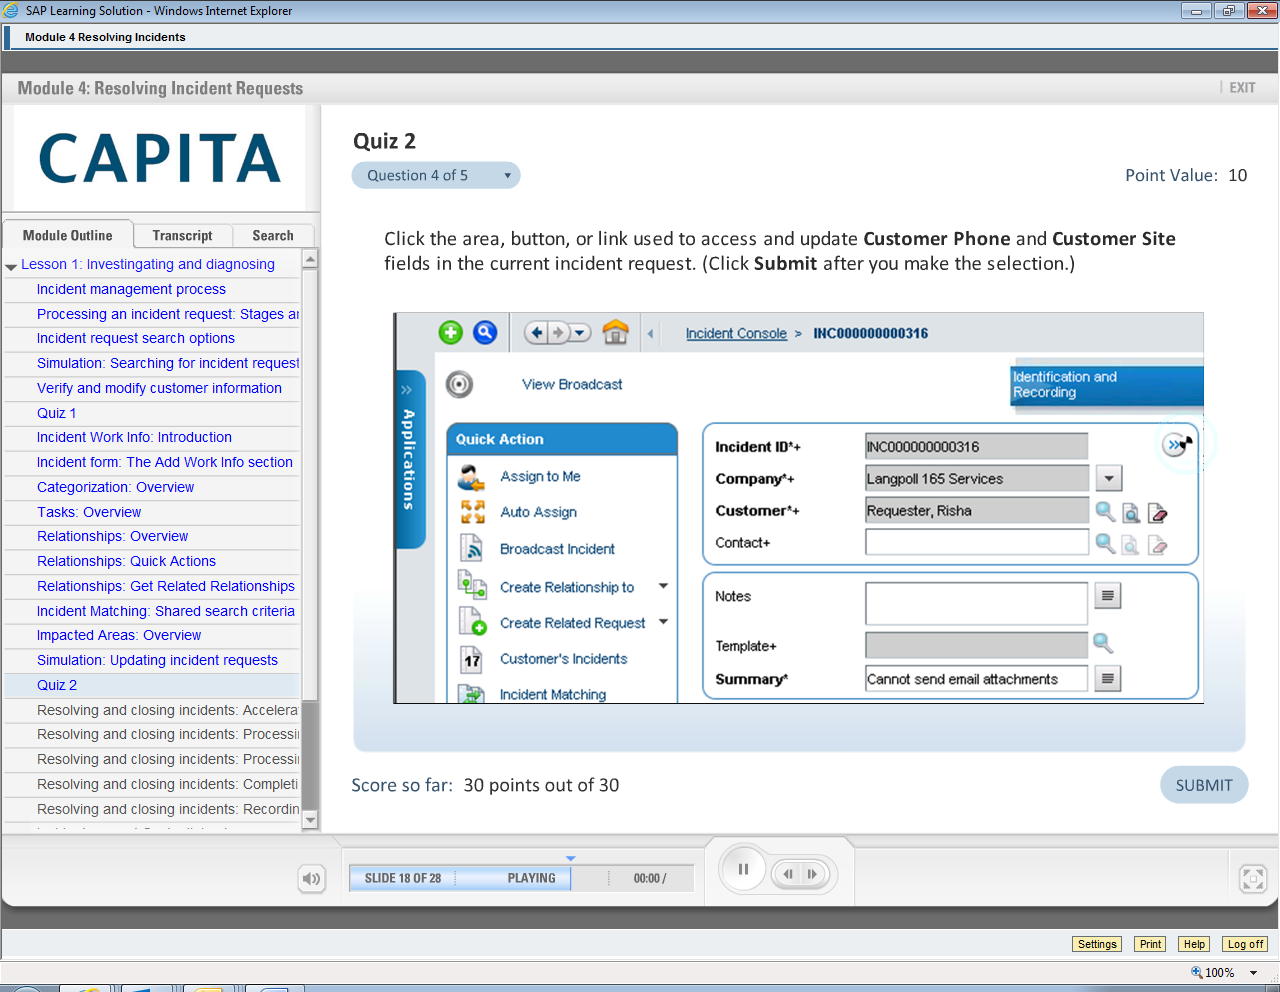 SAP Learning Solution - Windows Internet Explorer
Module 4 Resolving Incidents
Module 4: Resolving Incident Requests
EXIT
CAPITA
Module Outline
Transcript
Search
Lesson 1: Investingating and diagnosing
Incident management process
Processing an incident request: Stages a
Incident request search options
Simulation: Searching for incident request
Verify and modify customer information
Quiz 1
Incident Work Info: Introduction
Incident form: The Add Work Info section
Categorization: Overview
Tasks: Overview
Relationships: Overview
Relationships: Quick Actions
Relationships: Get Related Relationships
Incident Matching: Shared search criteria
Impacted Areas: Overview
Simulation: Updating incident requests
Quiz 2
Resolving and closing incidents: Accelera
Resolving and closing incidents: Processi
Resolving and closing incidents: Processi
Resolving and closing incidents: Completi
Resolving and closing incidents: Recordin
Quiz 2
Question 4 of 5
Point Value: 10
Click the area, button, or link used to access and update Customer Phone and Customer Site
fields in the current incident request. (Click Submit after you make the selection.)
Incident Console > INC000000000316
View Broadcast
Identification and
Recording
Applications
Quick Action
Assign to Me
Auto Assign
Broadcast Incident
Create Relationship to
Create Related Request
17
Customer's Incidents
Incident Matching
Incident ID*+ INC000000000316
Company*+ Langpoll 165 Services
Customer*+ Requester, Risha
Contact+
Notes
Template+
Summary* Cannot send email attachments
Score so far: 30 points out of 30
SUBMIT
SLIDE 18 OF 28 PLAYING 00:00 /
Settings Print Help Log off
100%